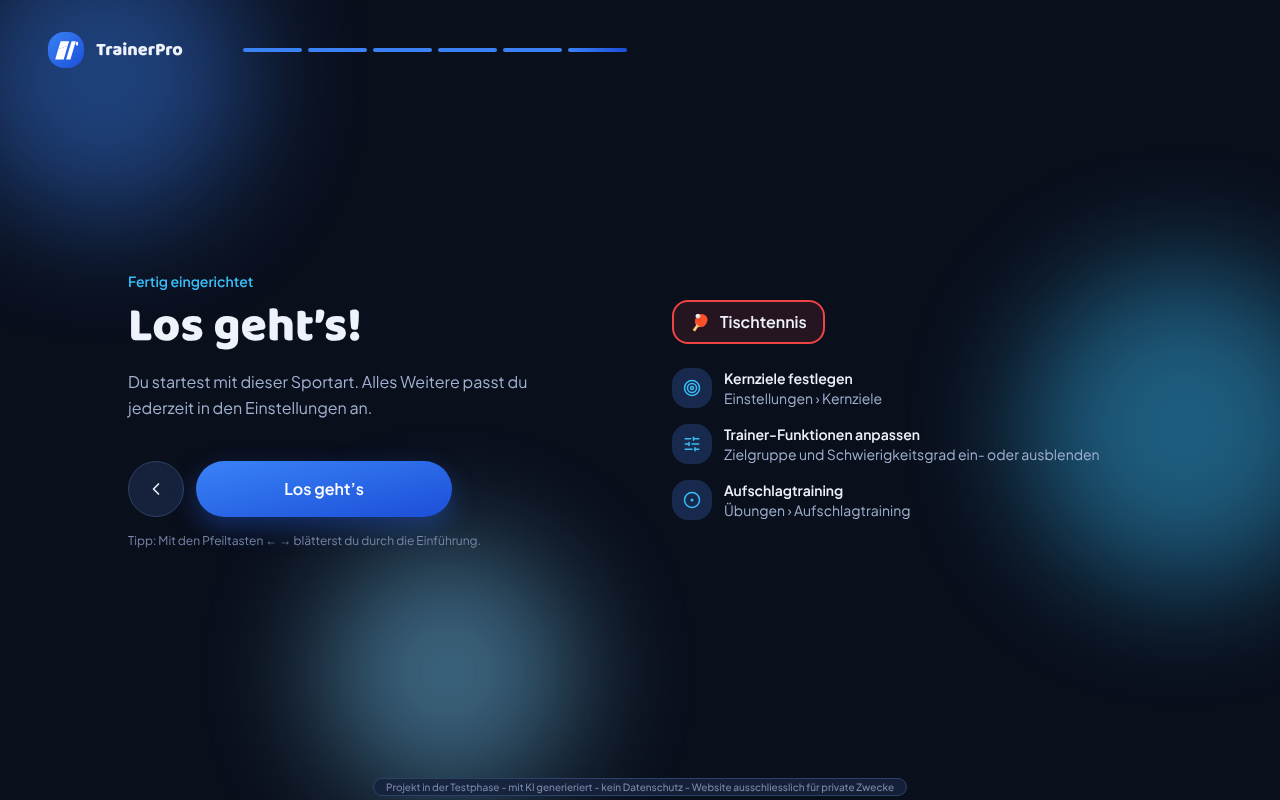 TrainerPro
Fertig eingerichtet
Los geht’s!
Du startest mit dieser Sportart. Alles Weitere passt du
jederzeit in den Einstellungen an.
Los geht’s
Tipp: Mit den Pfeiltasten ← → blätterst du durch die Einführung.
Tischtennis
Kernziele festlegen
Einstellungen › Kernziele
Trainer-Funktionen anpassen
Zielgruppe und Schwierigkeitsgrad ein- oder ausblenden
Aufschlagtraining
Übungen › Aufschlagtraining
Projekt in der Testphase - mit KI generieriert - kein Datenschutz - Website ausschliesslich für private Zwecke